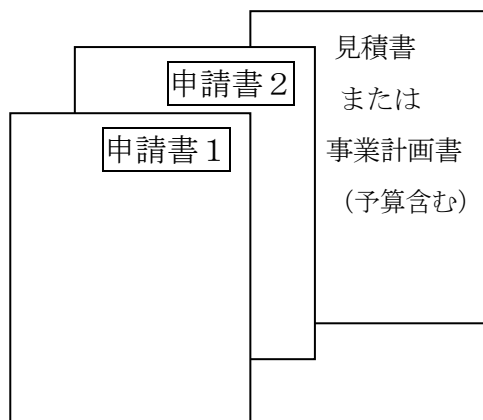 見積書
または
事業計画書
（予算含む）
申請書２
申請書１